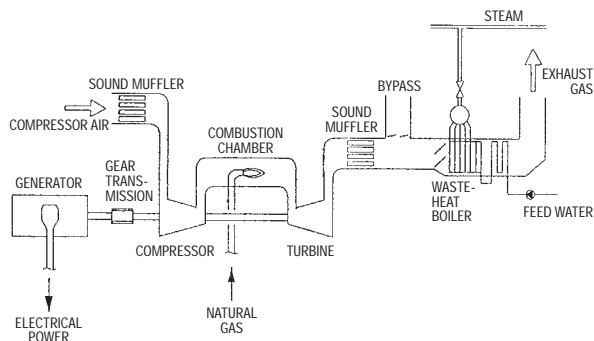 STEAM
SOUND MUFFLER
BYPASS
EXHAUST
GAS
COMPRESSOR AIR
COMBUSTION
CHAMBER
SOUND
MUFFLER
GENERATOR
GEAR
TRANS-
MISSION
WASTE-
HEAT
BOILER
FEED WATER
COMPRESSOR
TURBINE
ELECTRICAL
POWER
NATURAL
GAS